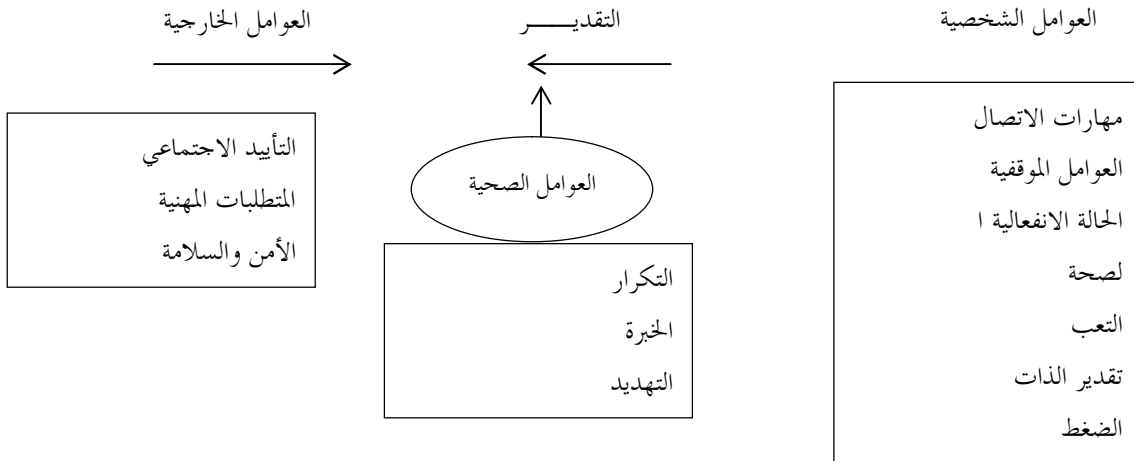 العوامل الشخصية
التقديـــــــر
العوامل الخارجية
مهارات الاتصال
العوامل الموقفية
الحالة الانفعالية ا
لصحة
التعب
تقدير الذات
الضغط
العوامل الصحية
التكرار
الخبرة
التهديد
التأييد الاجتماعي
المتطلبات المهنية
الأمن والسلامة